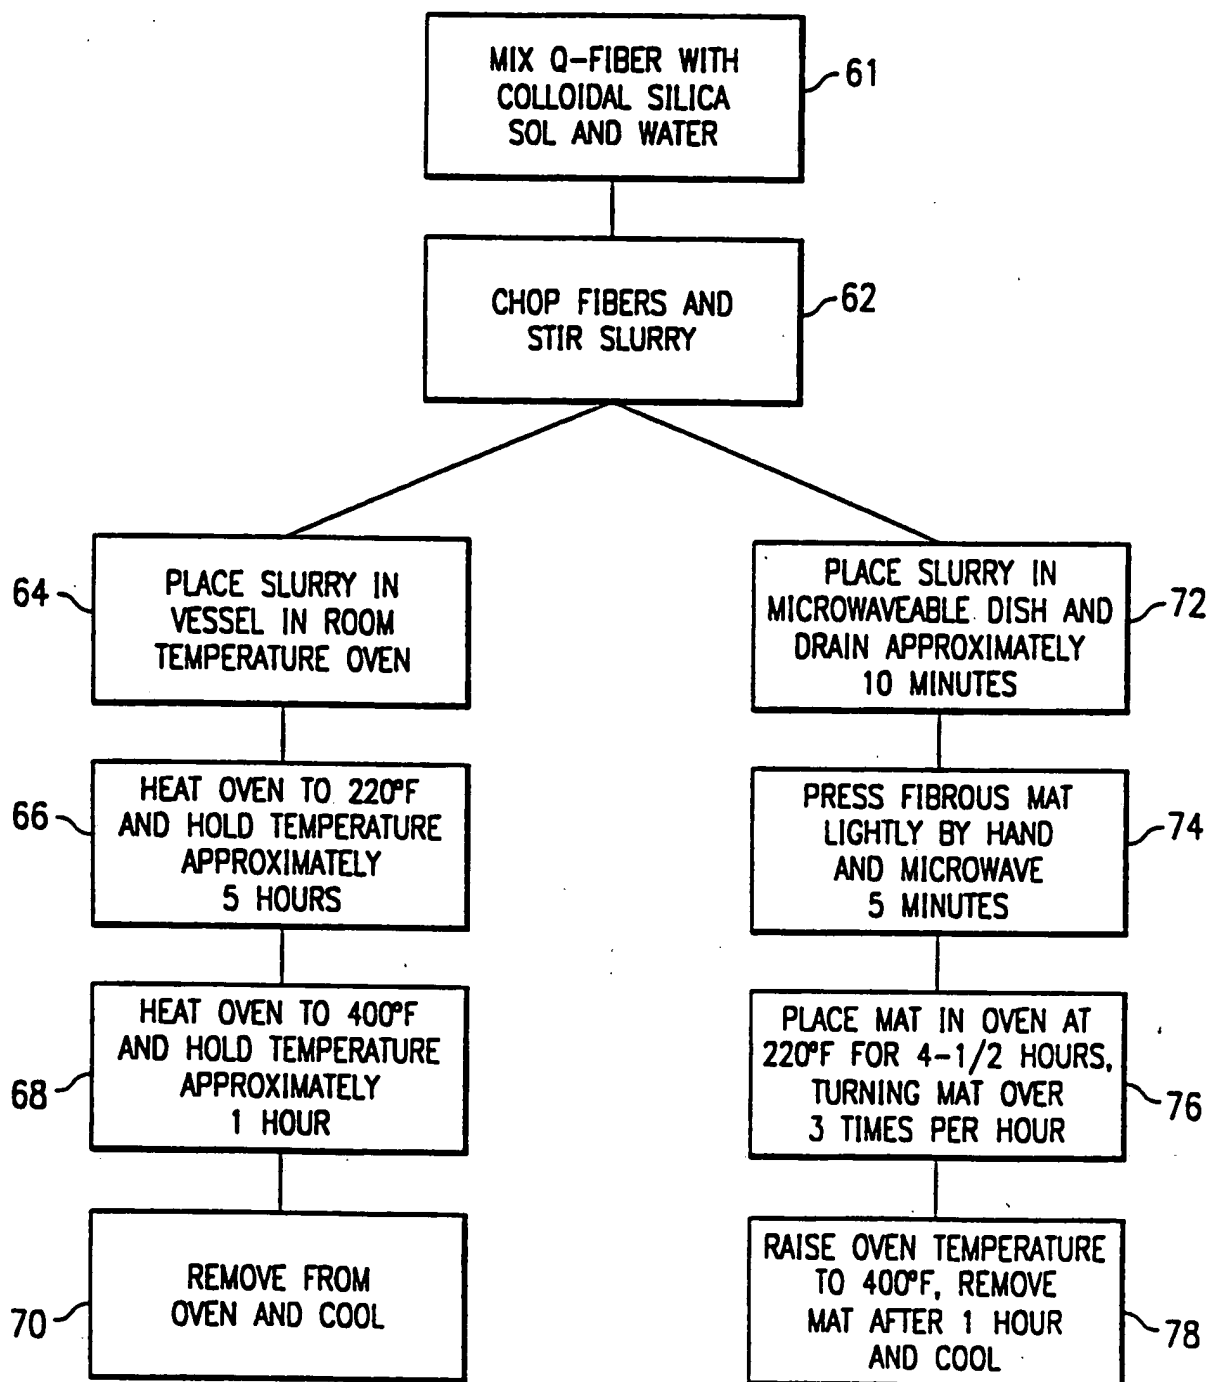 MIX Q-FIBER WITH
COLLOIDAL SILICA
SOL AND WATER
61
CHOP FIBERS AND
STIR SLURRY
62
64
PLACE SLURRY IN
VESSEL IN ROOM
TEMPERATURE OVEN
66
HEAT OVEN TO 220°F
AND HOLD TEMPERATURE
APPROXIMATELY
5 HOURS
68
HEAT OVEN TO 400°F
AND HOLD TEMPERATURE
APPROXIMATELY
1 HOUR
70
REMOVE FROM
OVEN AND COOL
PLACE SLURRY IN
MICROWAVEABLE DISH AND
DRAIN APPROXIMATELY
10 MINUTES
72
PRESS FIBROUS MAT
LIGHTLY BY HAND
AND MICROWAVE
5 MINUTES
74
PLACE MAT IN OVEN AT
220°F FOR 4-1/2 HOURS,
TURNING MAT OVER
3 TIMES PER HOUR
76
RAISE OVEN TEMPERATURE
TO 400°F, REMOVE
MAT AFTER 1 HOUR
AND COOL
78